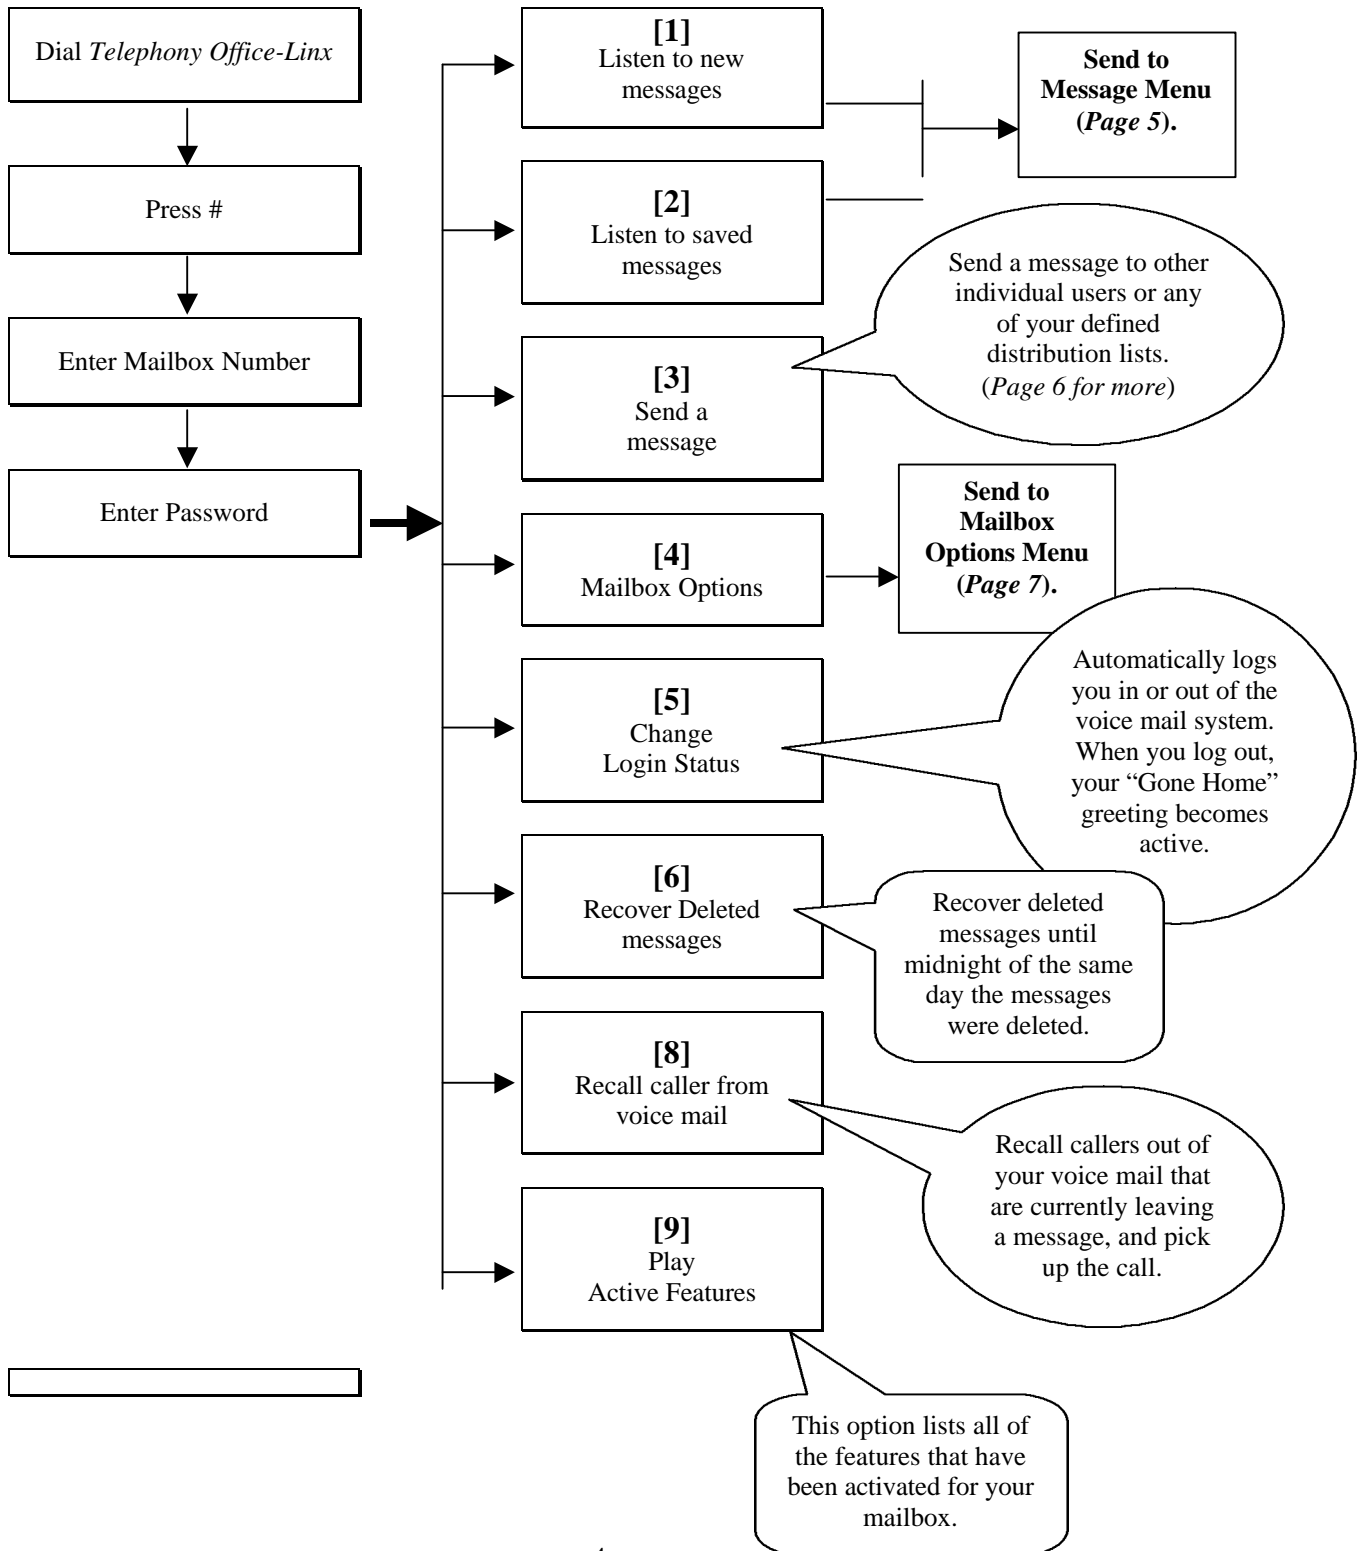 Dial Telephony Office-Linx
Press #
Enter Mailbox Number
Enter Password
[1]
Listen to new
messages
Send to
Message Menu
(Page 5).
[2]
Listen to saved
messages
Send a message to other
individual users or any
of your defined
distribution lists.
(Page 6 for more)
[3]
Send a
message
[4]
Mailbox Options
Send to
Mailbox
Options Menu
(Page 7).
[5]
Change
Login Status
Automatically logs
you in or out of the
voice mail system.
When you log out,
your “Gone Home”
greeting becomes
active.
[6]
Recover Deleted
messages
Recover deleted
messages until
midnight of the same
day the messages
were deleted.
[8]
Recall caller from
voice mail
Recall callers out of
your voice mail that
are currently leaving
a message, and pick
up the call.
[9]
Play
Active Features
This option lists all of
the features that have
been activated for your
mailbox.